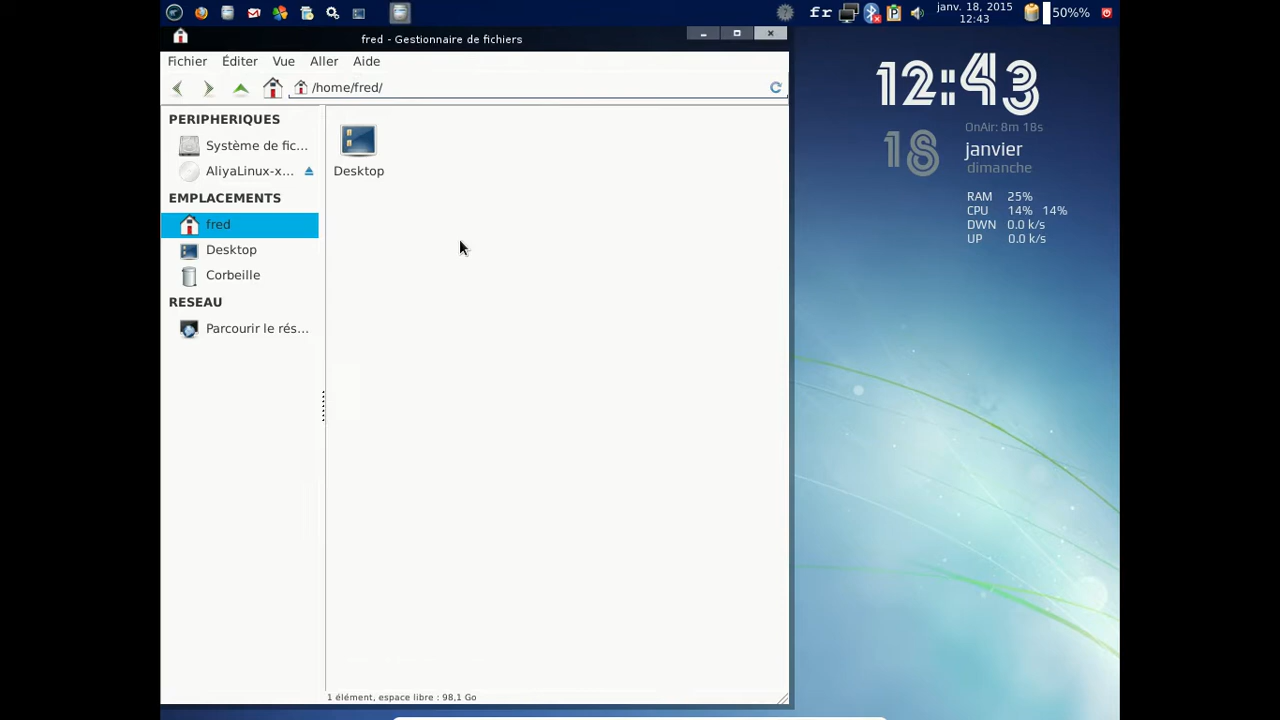 fr
janv. 18, 2015
12:43
50%%
fred - Gestionnaire de fichiers
Fichier Éditer Vue Aller Aide
/home/fred/
PERIPHERIQUES
Système de fic...
AliyaLinux-x...
EMPLACEMENTS
fred
Desktop
Corbeille
RESEAU
Parcourir le rés...
Desktop
1 élément, espace libre : 98,1 Go
12:43
18
OnAir: 8m 18s
janvier
dimanche
RAM 25%
CPU 14% 14%
DWN 0.0 k/s
UP 0.0 k/s